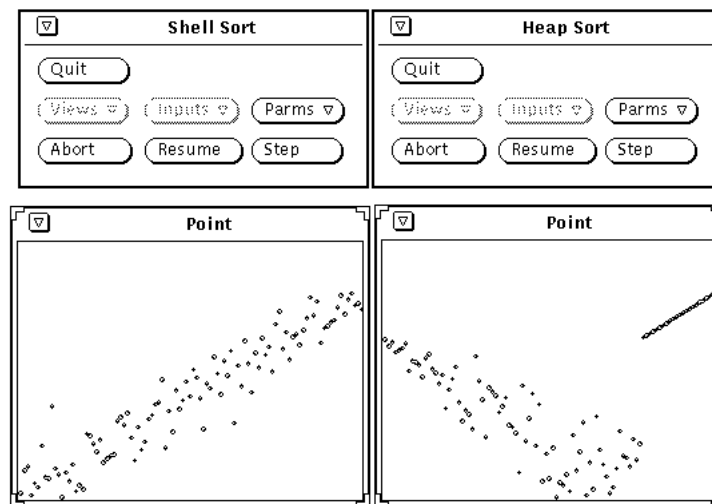 Shell Sort
Quit
Views Inputs Parms
Abort Resume Step
Heap Sort
Quit
Views Inputs Parms
Abort Resume Step
Point
Point